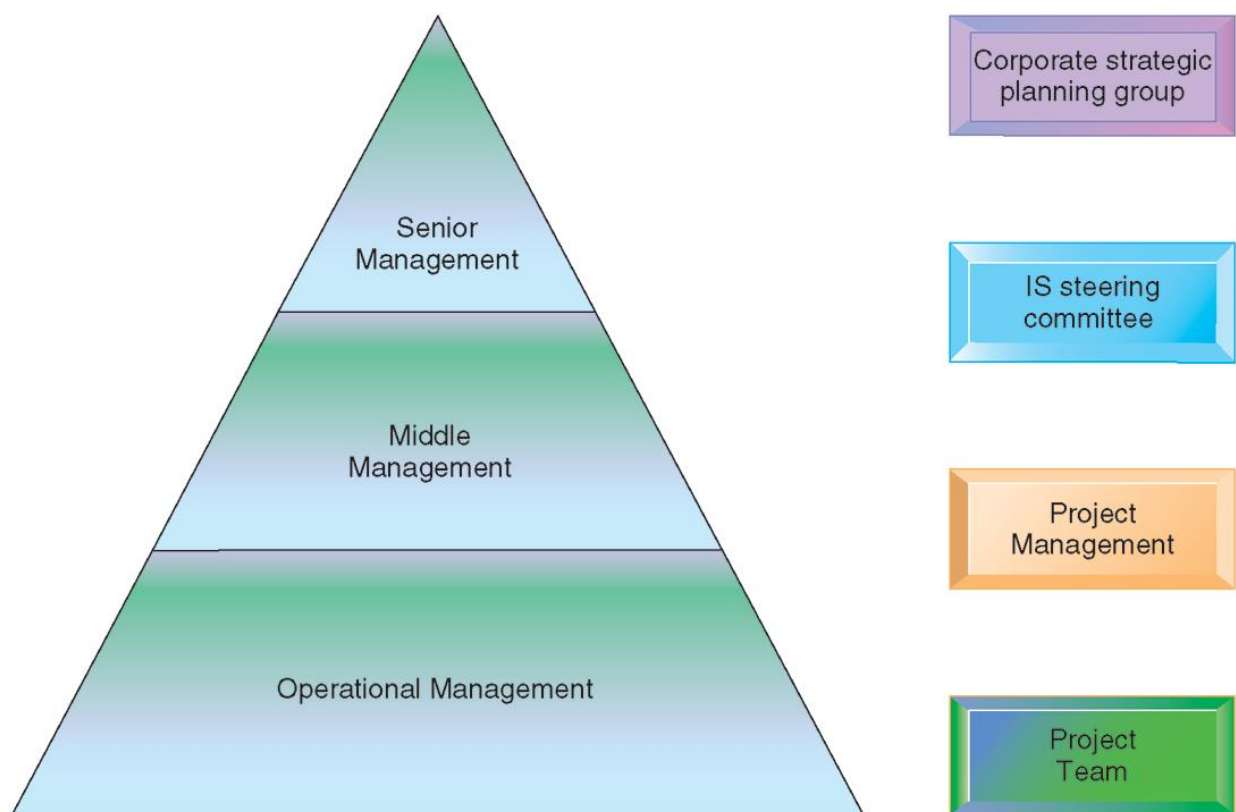 Corporate strategic
planning group
Senior
Management
IS steering
committee
Middle
Management
Project
Management
Operational Management
Project
Team